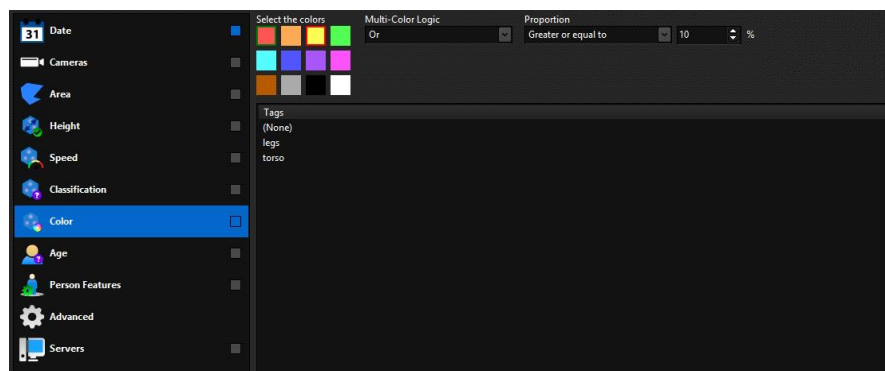 31 Date
Cameras
Area
Height
Speed
Classification
Color
Age
Person Features
Advanced
Servers
Select the colors
Multi-Color Logic
Or
Proportion
Greater or equal to
10 %
Tags
(None)
legs
torso